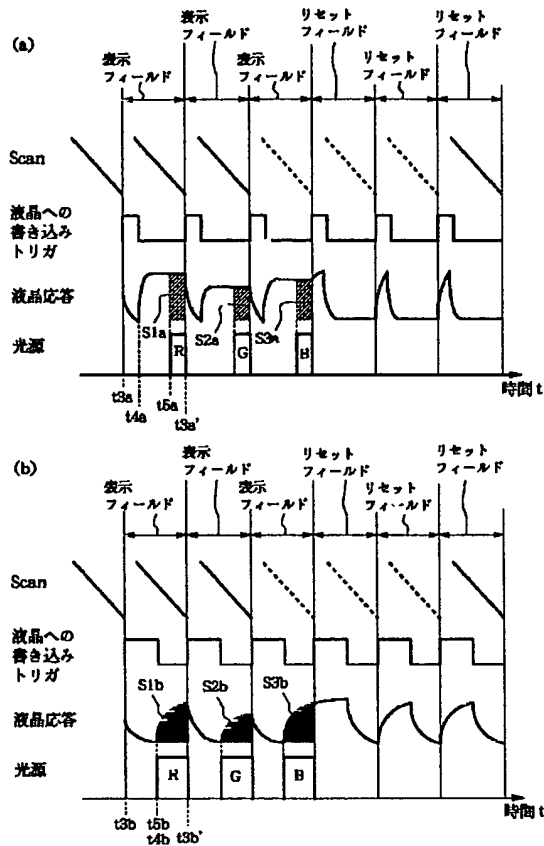 (a)
表示
フィールド
表示
フィールド
表示
フィールド
リセット
フィールド
リセット
フィールド
リセット
フィールド
Scan
液晶への
書き込み
トリガ
液晶応答
S1a
S2a
S3a
光源
R
G
B
時間 t
t3a
t4a
t5a
t3a'
(b)
表示
フィールド
表示
フィールド
表示
フィールド
リセット
フィールド
リセット
フィールド
リセット
フィールド
Scan
液晶への
書き込み
トリガ
液晶応答
S1b
S2b
S3b
光源
R
G
B
時間 t
t3b
t5b
t4b
t3b'